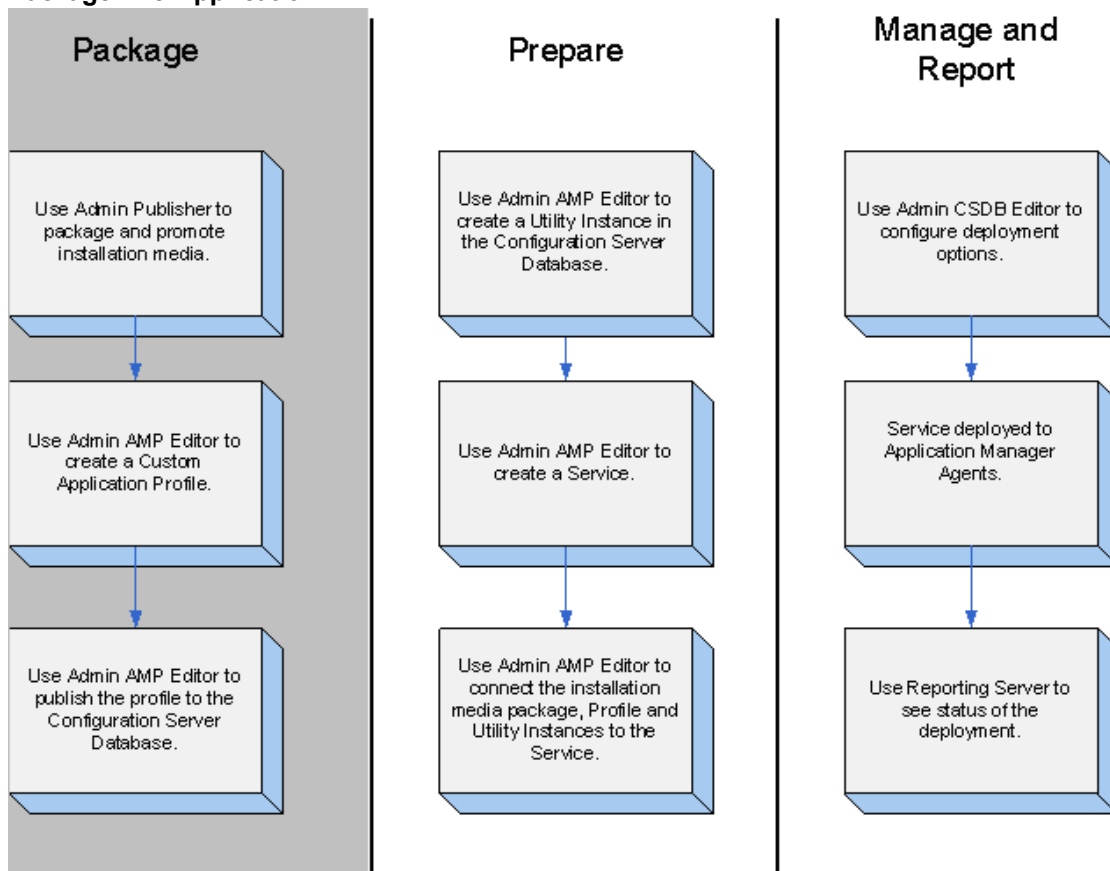 Package
Use Admin Publisher to
package and promote
installation media.
Use Admin AMP Editor to
create a Custom
Application Profile.
Use Admin AMP Editor to
publish the profile to the
Configuration Server
Database.
Prepare
Use Admin AMP Editor to
create a Utility Instance in
the Configuration Server
Database.
Use Admin AMP Editor to
create a Service.
Use Admin AMP Editor to
connect the installation
media package, Profile and
Utility Instances to the
Service.
Manage and
Report
Use Admin CSDB Editor to
configure deployment
options.
Service deployed to
Application Manager
Agents.
Use Reporting Server to
see status of the
deployment.